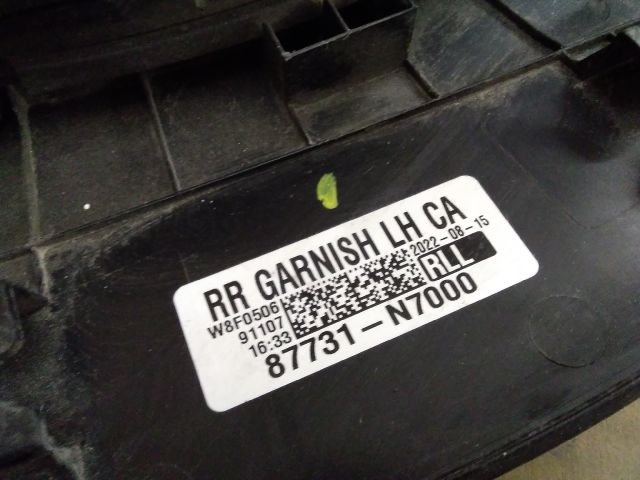 RR GARNISH LH CA
2022-08-15
W8F0506
91107
16:33
RLL
87731-N7000